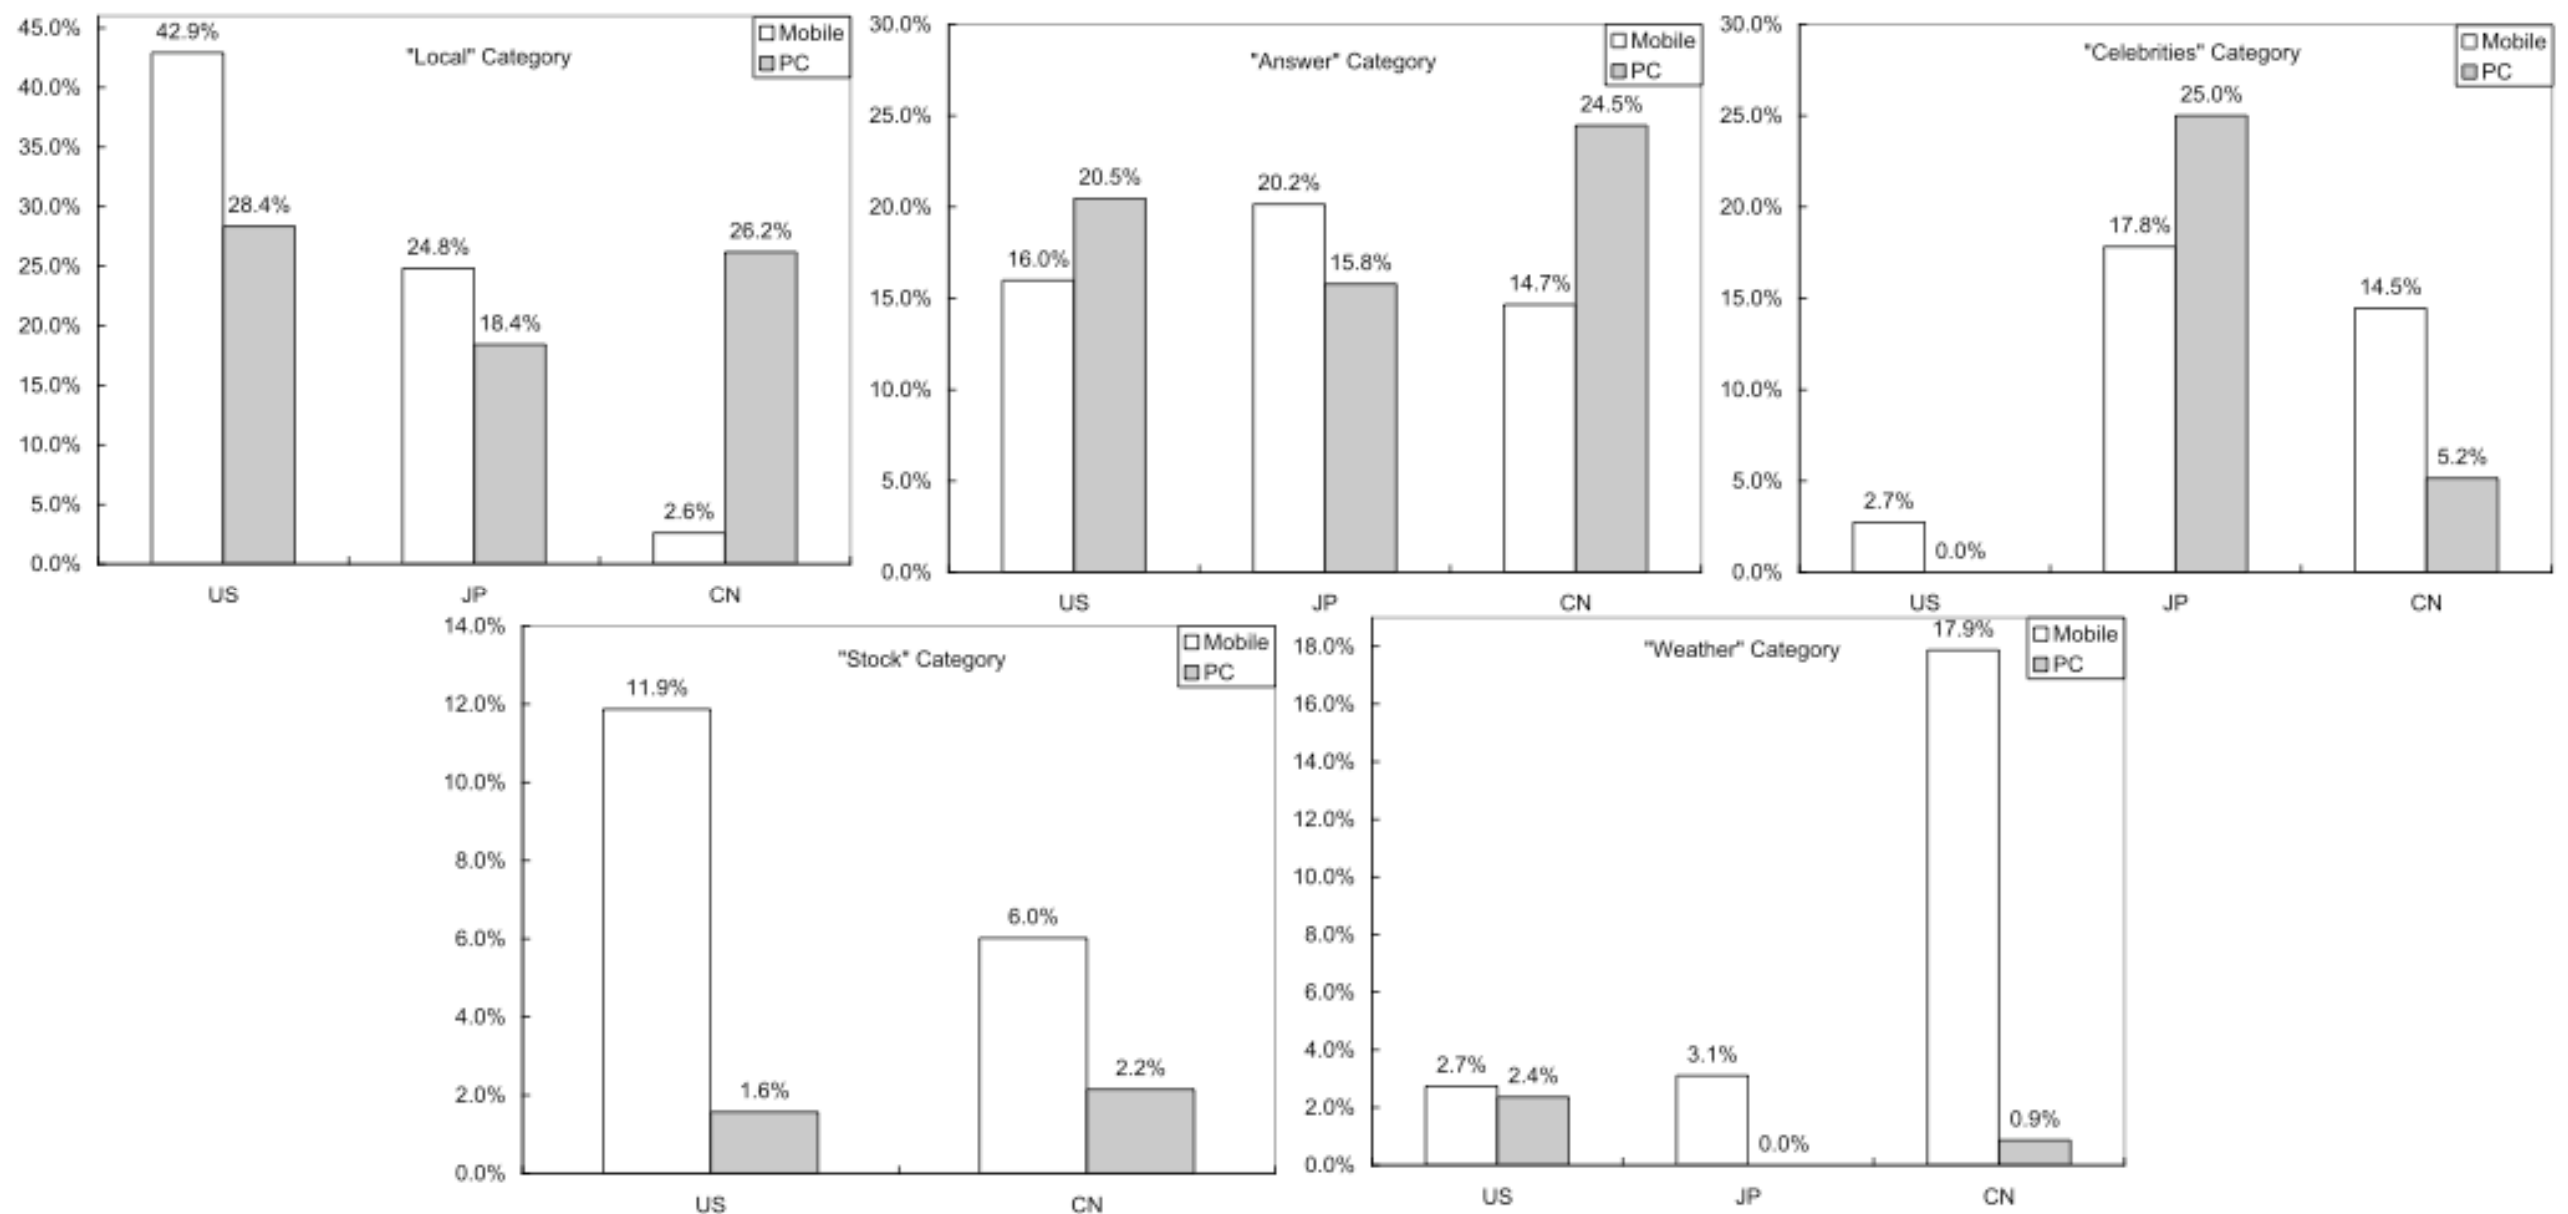 "Local" Category
Mobile
PC
45.0%
40.0%
35.0%
30.0%
25.0%
20.0%
15.0%
10.0%
5.0%
0.0%
42.9%
28.4%
24.8%
18.4%
2.6%
26.2%
US
JP
CN
"Answer" Category
Mobile
PC
30.0%
25.0%
20.0%
15.0%
10.0%
5.0%
0.0%
16.0%
20.5%
20.2%
15.8%
14.7%
24.5%
US
JP
CN
"Celebrities" Category
Mobile
PC
30.0%
25.0%
20.0%
15.0%
10.0%
5.0%
0.0%
2.7%
0.0%
17.8%
25.0%
14.5%
5.2%
US
JP
CN
"Stock" Category
Mobile
PC
14.0%
12.0%
10.0%
8.0%
6.0%
4.0%
2.0%
0.0%
11.9%
1.6%
6.0%
2.2%
US
CN
"Weather" Category
Mobile
PC
18.0%
16.0%
14.0%
12.0%
10.0%
8.0%
6.0%
4.0%
2.0%
0.0%
2.7%
2.4%
3.1%
0.0%
17.9%
0.9%
US
JP
CN